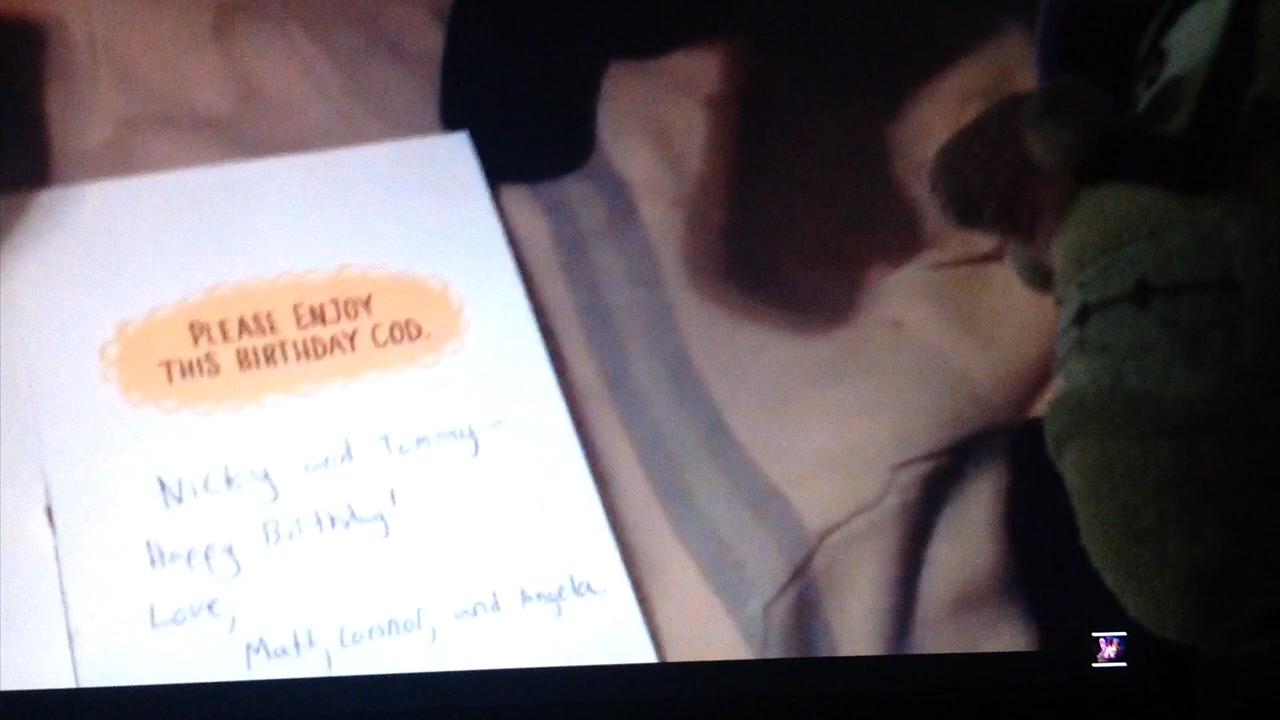 PLEASE ENJOY
THIS BIRTHDAY COD.
Nicky and Tommy-
Happy Birthday!
Love,
Matt, Connor, and Angela